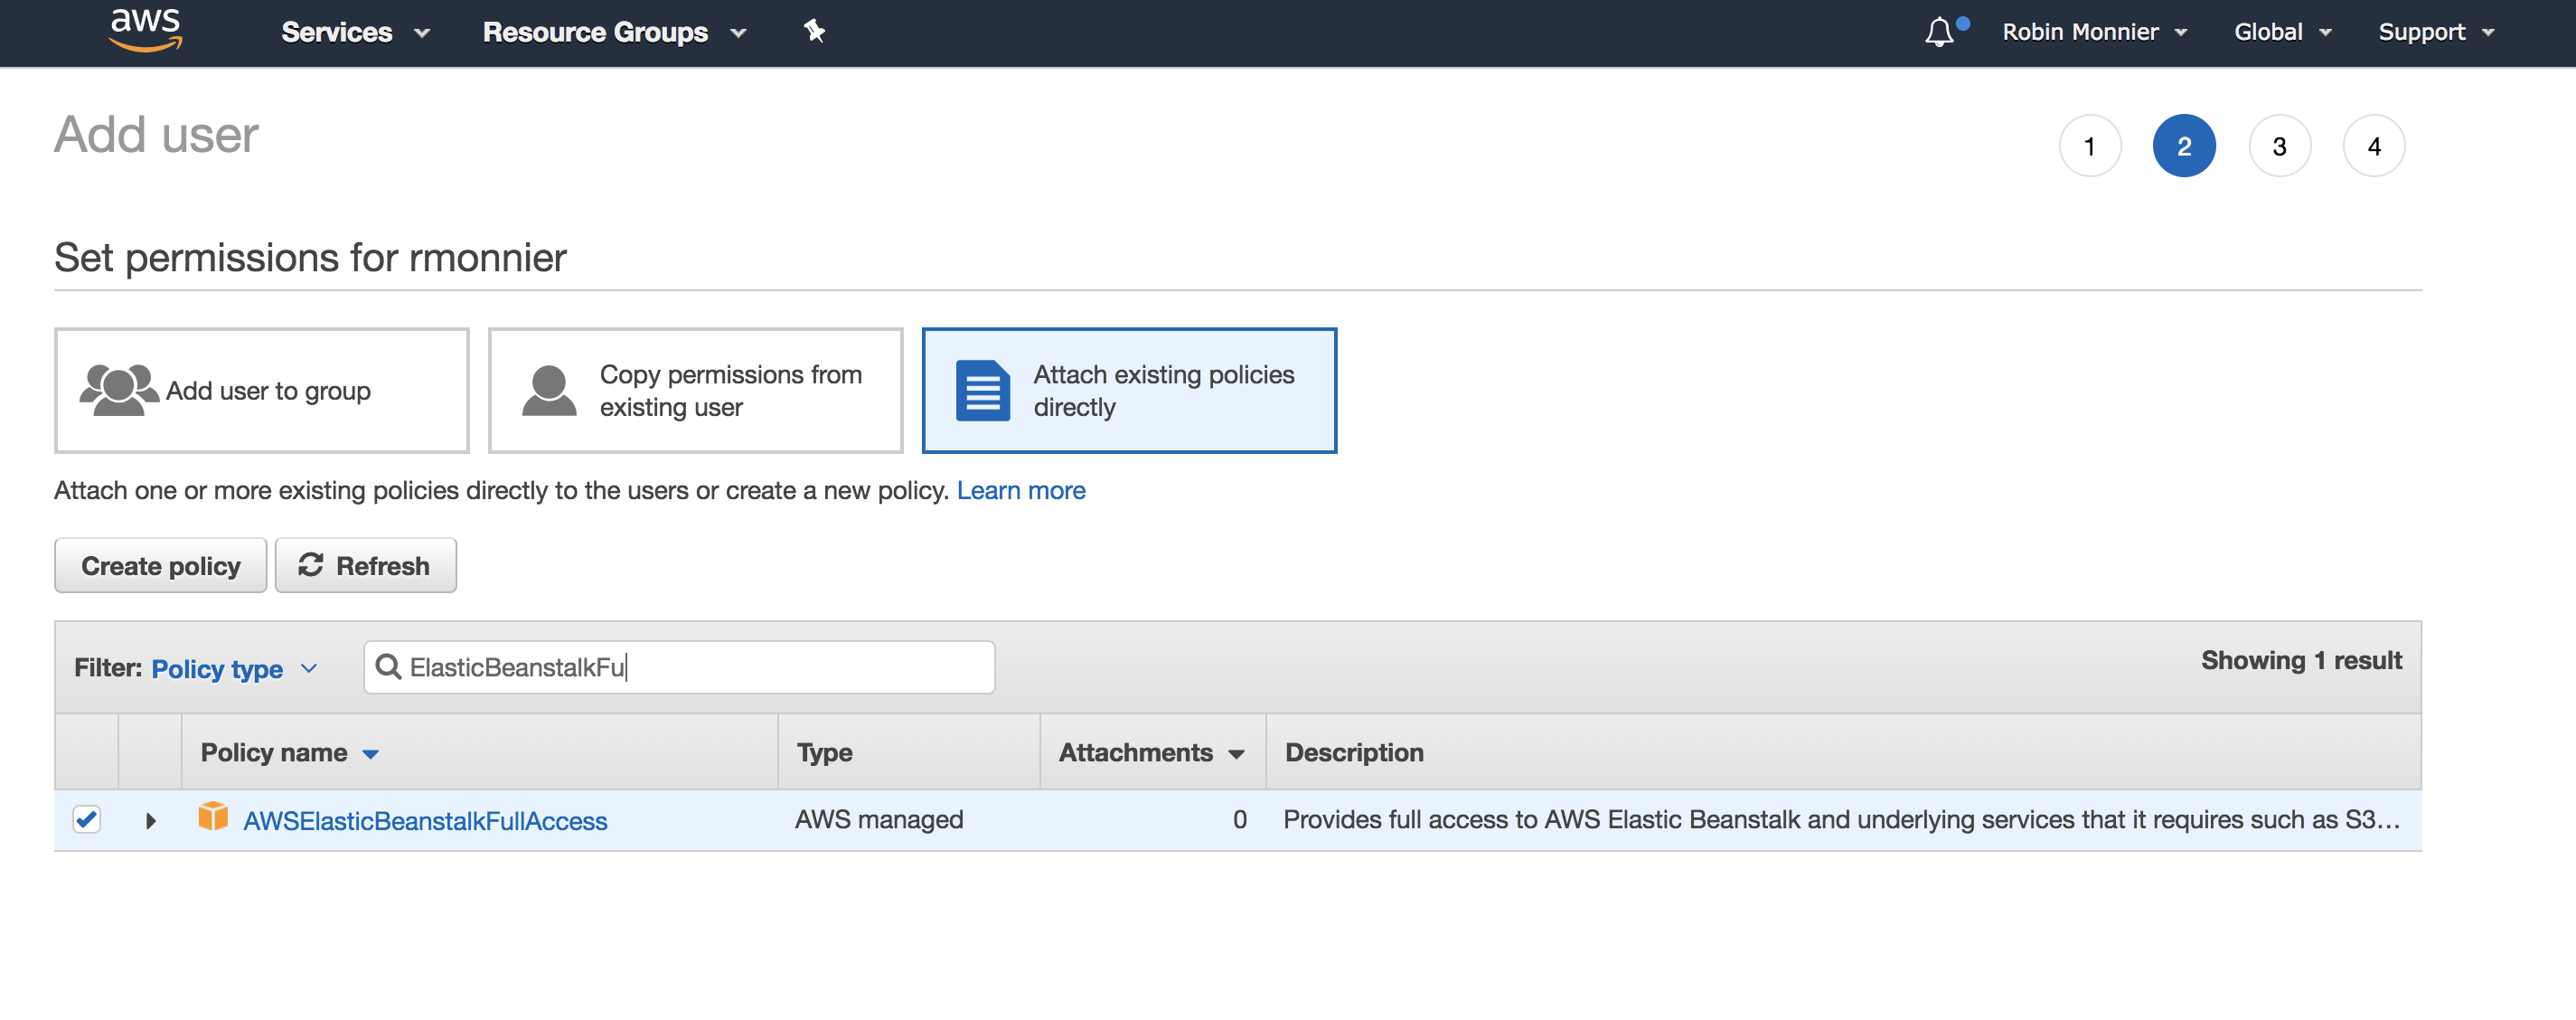 aws Services Resource Groups Robin Monnier Global Support
Add user 1 2 3 4
Set permissions for rmonnier
Add user to group
Copy permissions from
existing user
Attach existing policies
directly
Attach one or more existing policies directly to the users or create a new policy. Learn more
Create policy Refresh
Filter: Policy type ElasticBeanstalkFu Showing 1 result
Policy name Type Attachments Description
AWSElasticBeanstalkFullAccess AWS managed 0 Provides full access to AWS Elastic Beanstalk and underlying services that it requires such as S3…